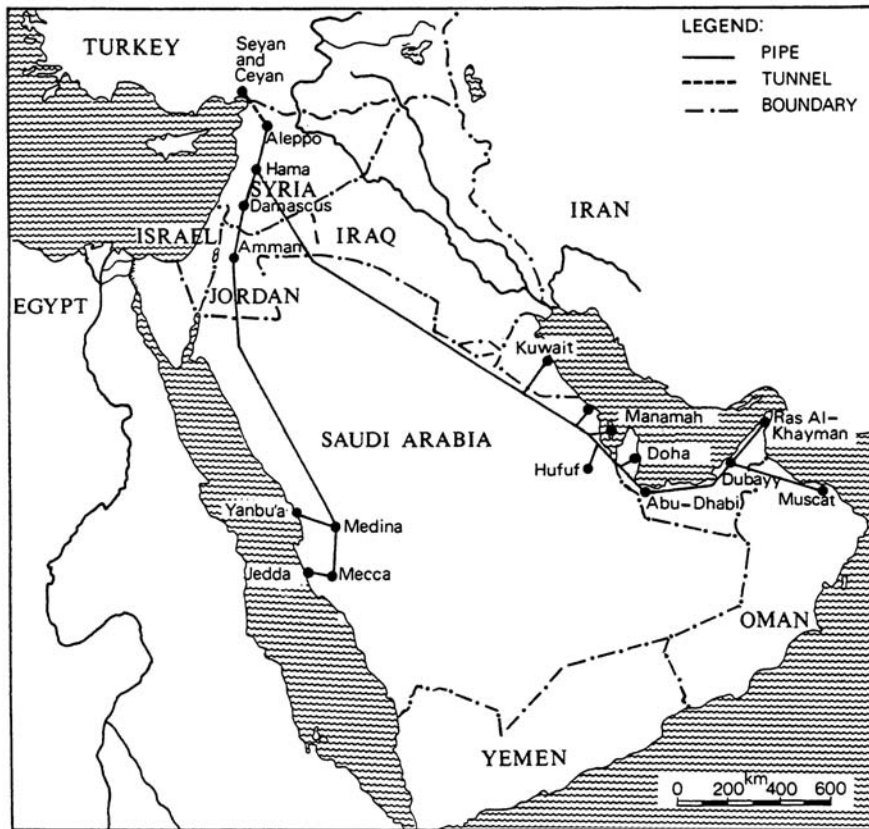 LEGEND:
PIPE
TUNNEL
BOUNDARY
TURKEY
Seyan
and
Ceyan
Aleppo
Hama
SYRIA
Damascus
ISRAEL
IRAQ
IRAN
Amman
EGYPT
JORDAN
Kuwait
SAUDI ARABIA
Manamah
Ras Al-
Khayman
Doha
Hufuf
Dubayy
Abu-Dhabi
Muscat
Yanbu'a
Medina
Jedda
Mecca
OMAN
YEMEN
km
0 200 400 600